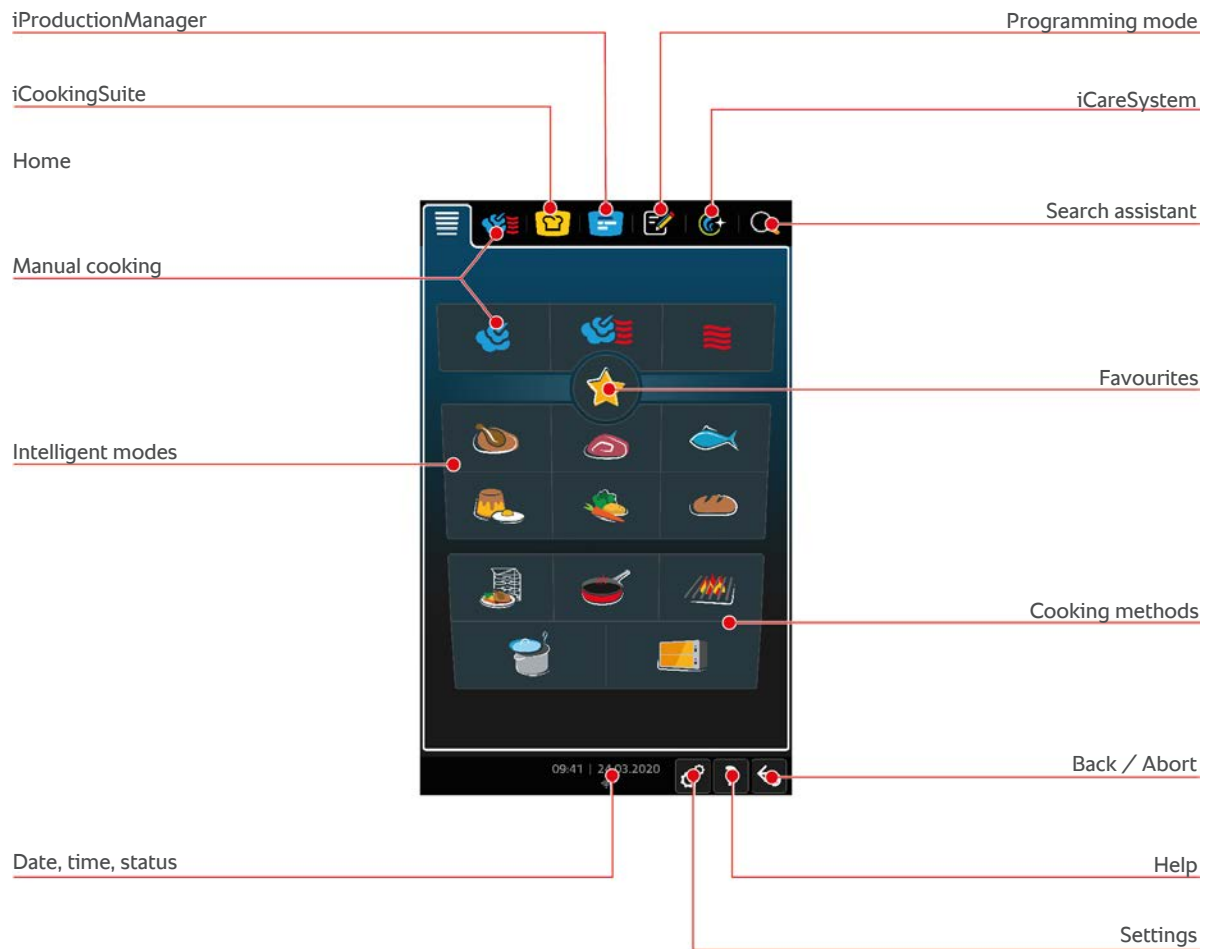 iProductionManager
Programming mode
iCookingSuite
iCareSystem
Home
Search assistant
Manual cooking
Favourites
Intelligent modes
Cooking methods
09:41 | 24.03.2020
Back / Abort
Date, time, status
Help
Settings